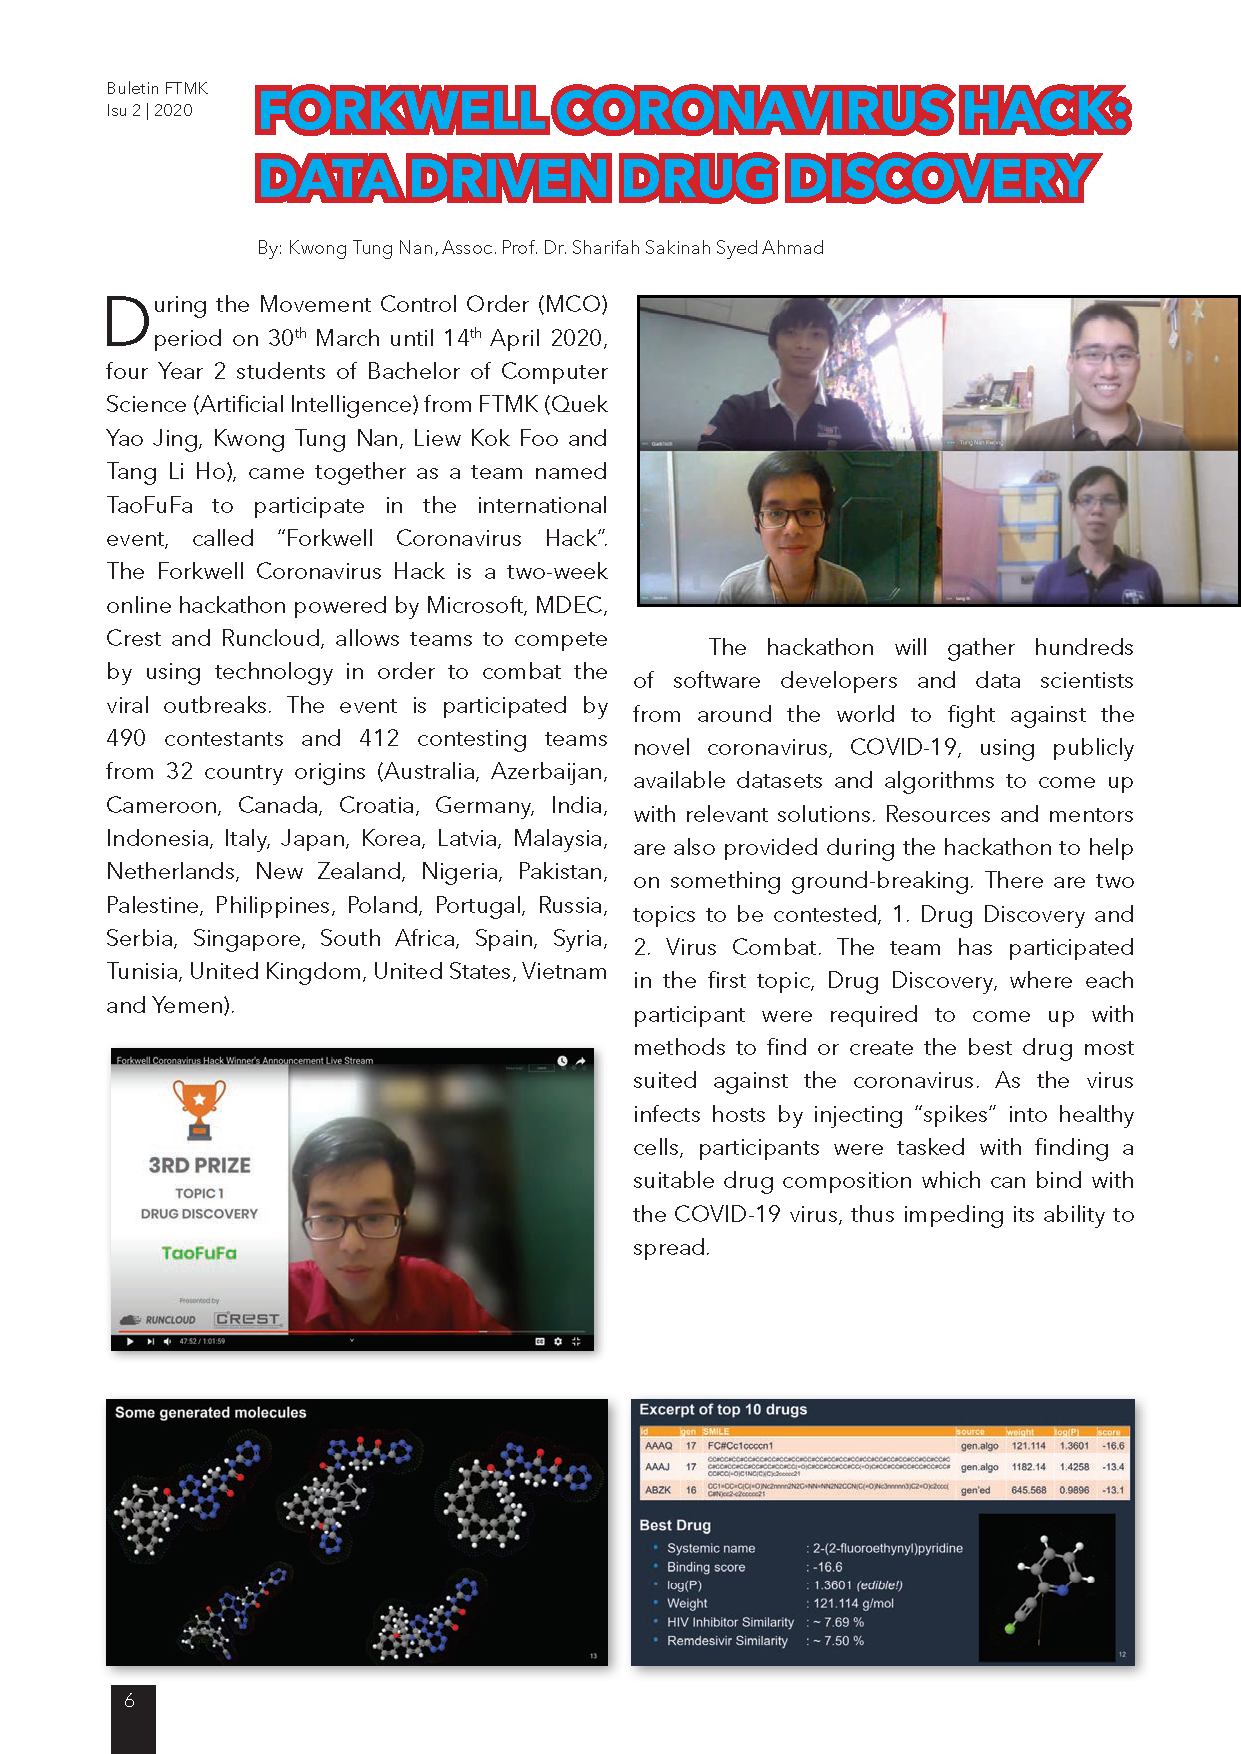 Buletin FTMK
Isu 2 | 2020
FORKWELL CORONAVIRUS HACK:
DATA DRIVEN DRUG DISCOVERY
By: Kwong Tung Nan, Assoc. Prof. Dr. Sharifah Sakinah Syed Ahmad
During the Movement Control Order (MCO)
period on 30th March until 14th April 2020,
four Year 2 students of Bachelor of Computer
Science (Artificial Intelligence) from FTMK (Quek
Yao Jing, Kwong Tung Nan, Liew Kok Foo and
Tang Li Ho), came together as a team named
TaoFuFa to participate in the international
event, called “Forkwell Coronavirus Hack”.
The Forkwell Coronavirus Hack is a two-week
online hackathon powered by Microsoft, MDEC,
Crest and Runcloud, allows teams to compete
by using technology in order to combat the
viral outbreaks. The event is participated by
490 contestants and 412 contesting teams
from 32 country origins (Australia, Azerbaijan,
Cameroon, Canada, Croatia, Germany, India,
Indonesia, Italy, Japan, Korea, Latvia, Malaysia,
Netherlands, New Zealand, Nigeria, Pakistan,
Palestine, Philippines, Poland, Portugal, Russia,
Serbia, Singapore, South Africa, Spain, Syria,
Tunisia, United Kingdom, United States, Vietnam
and Yemen).
Tung Nan Kwong
The hackathon will gather hundreds
of software developers and data scientists
from around the world to fight against the
novel coronavirus, COVID-19, using publicly
available datasets and algorithms to come up
with relevant solutions. Resources and mentors
are also provided during the hackathon to help
on something ground-breaking. There are two
topics to be contested, 1. Drug Discovery and
2. Virus Combat. The team has participated
in the first topic, Drug Discovery, where each
participant were required to come up with
methods to find or create the best drug most
suited against the coronavirus. As the virus
infects hosts by injecting “spikes” into healthy
cells, participants were tasked with finding a
suitable drug composition which can bind with
the COVID-19 virus, thus impeding its ability to
spread.
Forkwell Coronavirus Hack Winner's Announcement Live Stream
3RD PRIZE
TOPIC 1
DRUG DISCOVERY
TaoFuFa
Presented by
RUNCLOUD CREST
47:52 / 1:01:59
Some generated molecules
13
Excerpt of top 10 drugs
id gen SMILE source weight log(P) score
AAAQ 17 FC#Cc1ccccn1 gen.algo 121.114 1.3601 -16.6
AAAJ 17 gen.algo 1182.14 1.4258 -13.4
ABZK 16 gen'ed 645.568 0.9896 -13.1
Best Drug
• Systemic name : 2-(2-fluoroethynyl)pyridine
• Binding score : -16.6
• log(P) : 1.3601 (edible!)
• Weight : 121.114 g/mol
• HIV Inhibitor Similarity : ~ 7.69 %
• Remdesivir Similarity : ~ 7.50 %
12
6